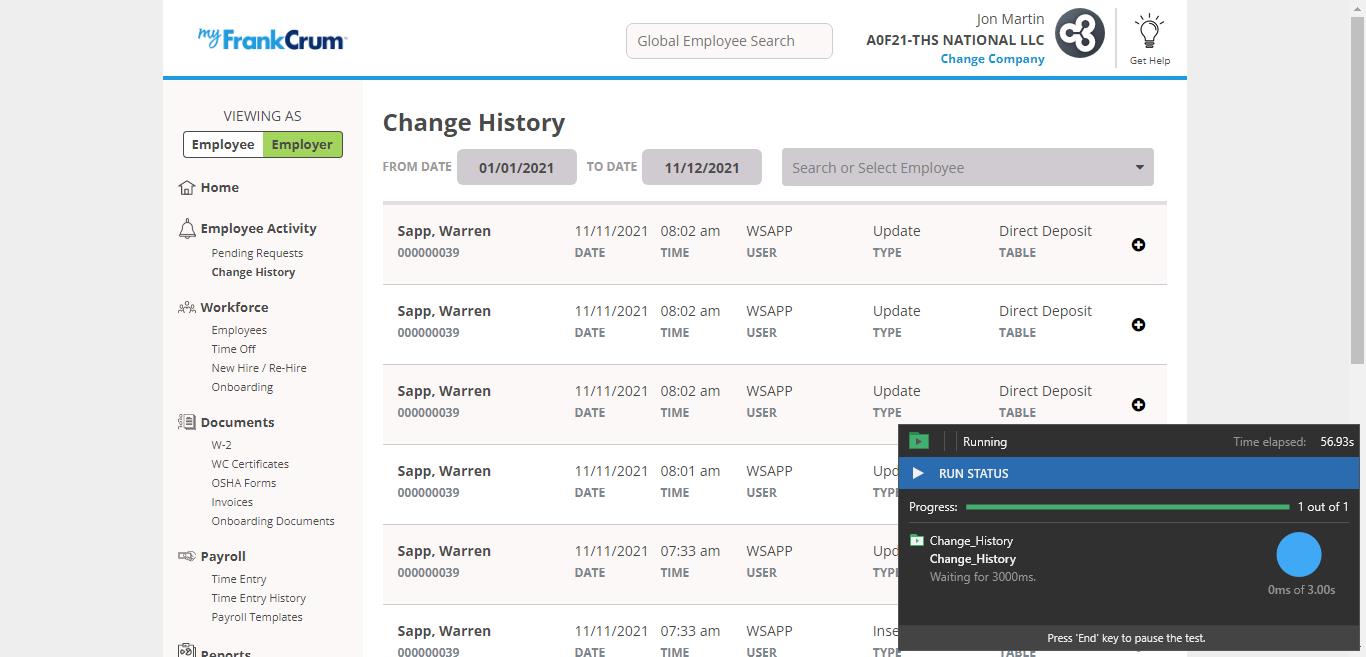 myFrankCrum
Global Employee Search
Jon Martin
A0F21-THS NATIONAL LLC
Change Company
Get Help
VIEWING AS
Employee Employer
Home
Employee Activity
Pending Requests
Change History
Workforce
Employees
Time Off
New Hire / Re-Hire
Onboarding
Documents
W-2
WC Certificates
OSHA Forms
Invoices
Onboarding Documents
Payroll
Time Entry
Time Entry History
Payroll Templates
Reports
Change History
FROM DATE 01/01/2021 TO DATE 11/12/2021 Search or Select Employee
Sapp, Warren 11/11/2021 08:02 am WSAPP Update Direct Deposit
000000039 DATE TIME USER TYPE TABLE
Sapp, Warren 11/11/2021 08:02 am WSAPP Update Direct Deposit
000000039 DATE TIME USER TYPE TABLE
Sapp, Warren 11/11/2021 08:02 am WSAPP Update Direct Deposit
000000039 DATE TIME USER TYPE TABLE
Sapp, Warren 11/11/2021 08:01 am WSAPP Upd
000000039 DATE TIME USER TYPE
Sapp, Warren 11/11/2021 07:33 am WSAPP Upd
000000039 DATE TIME USER TYPE
Sapp, Warren 11/11/2021 07:33 am WSAPP Inse
000000039 DATE TIME USER TYPE TABLE
Running Time elapsed: 56.93s
RUN STATUS
Progress: 1 out of 1
Change_History
Change_History
Waiting for 3000ms.
0ms of 3.00s
Press 'End' key to pause the test.